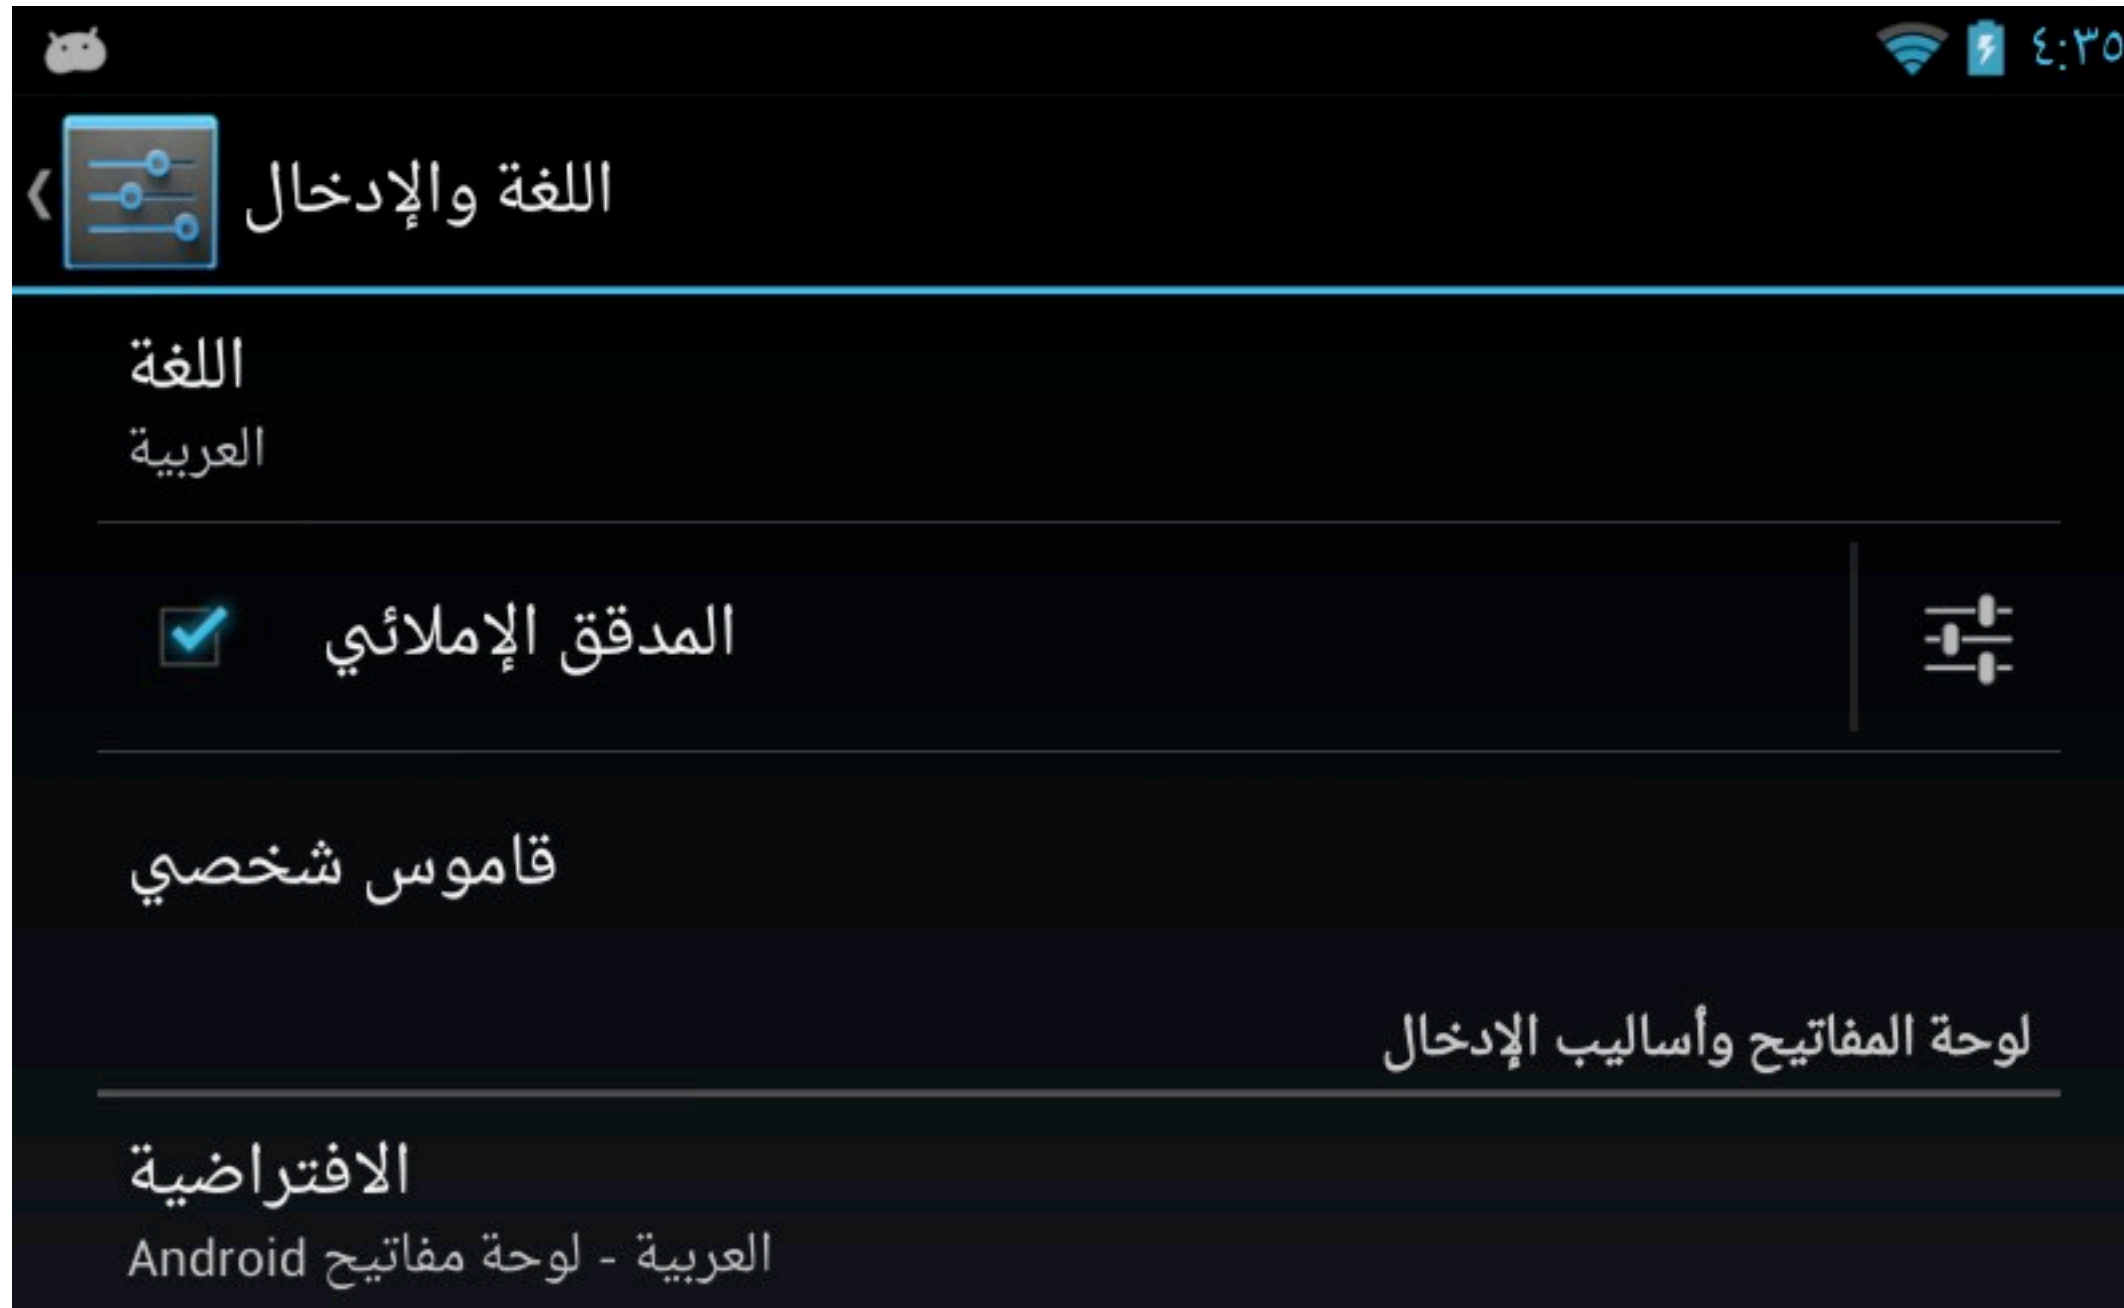 ٤:٣٥
اللغة والإدخال
اللغة
العربية
المدقق الإملائي
قاموس شخصي
لوحة المفاتيح وأساليب الإدخال
الافتراضية
العربية - لوحة مفاتيح Android